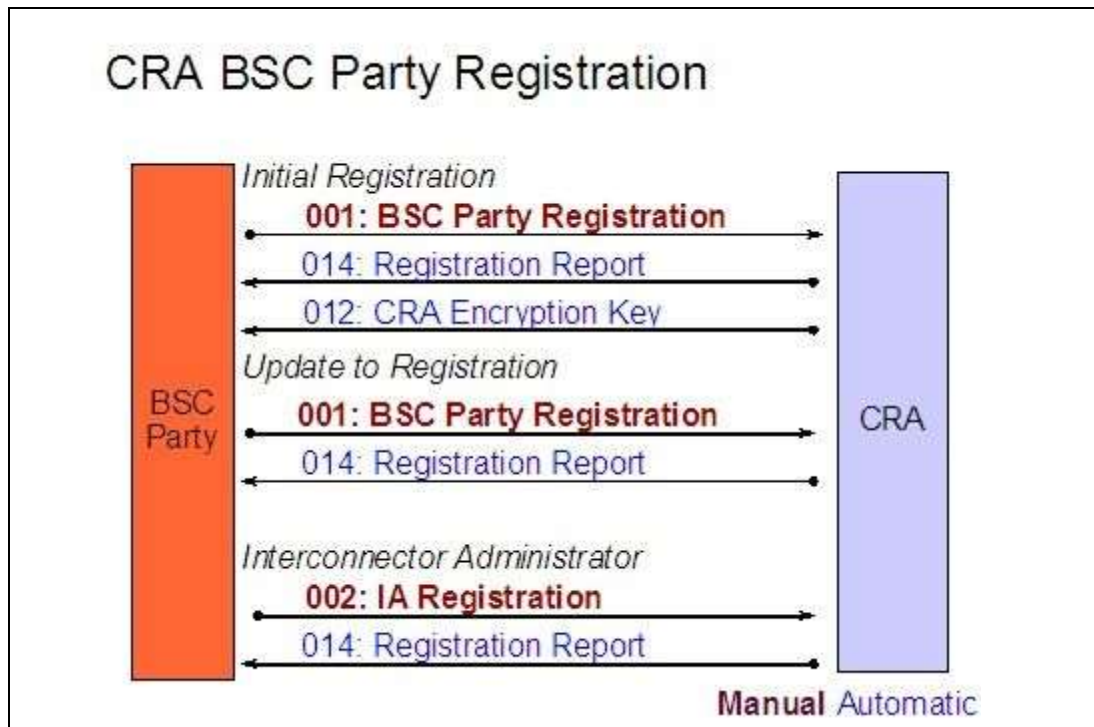 CRA BSC Party Registration
Initial Registration
001: BSC Party Registration
014: Registration Report
012: CRA Encryption Key
Update to Registration
BSC
Party
001: BSC Party Registration
CRA
014: Registration Report
Interconnector Administrator
002: IA Registration
014: Registration Report
Manual Automatic